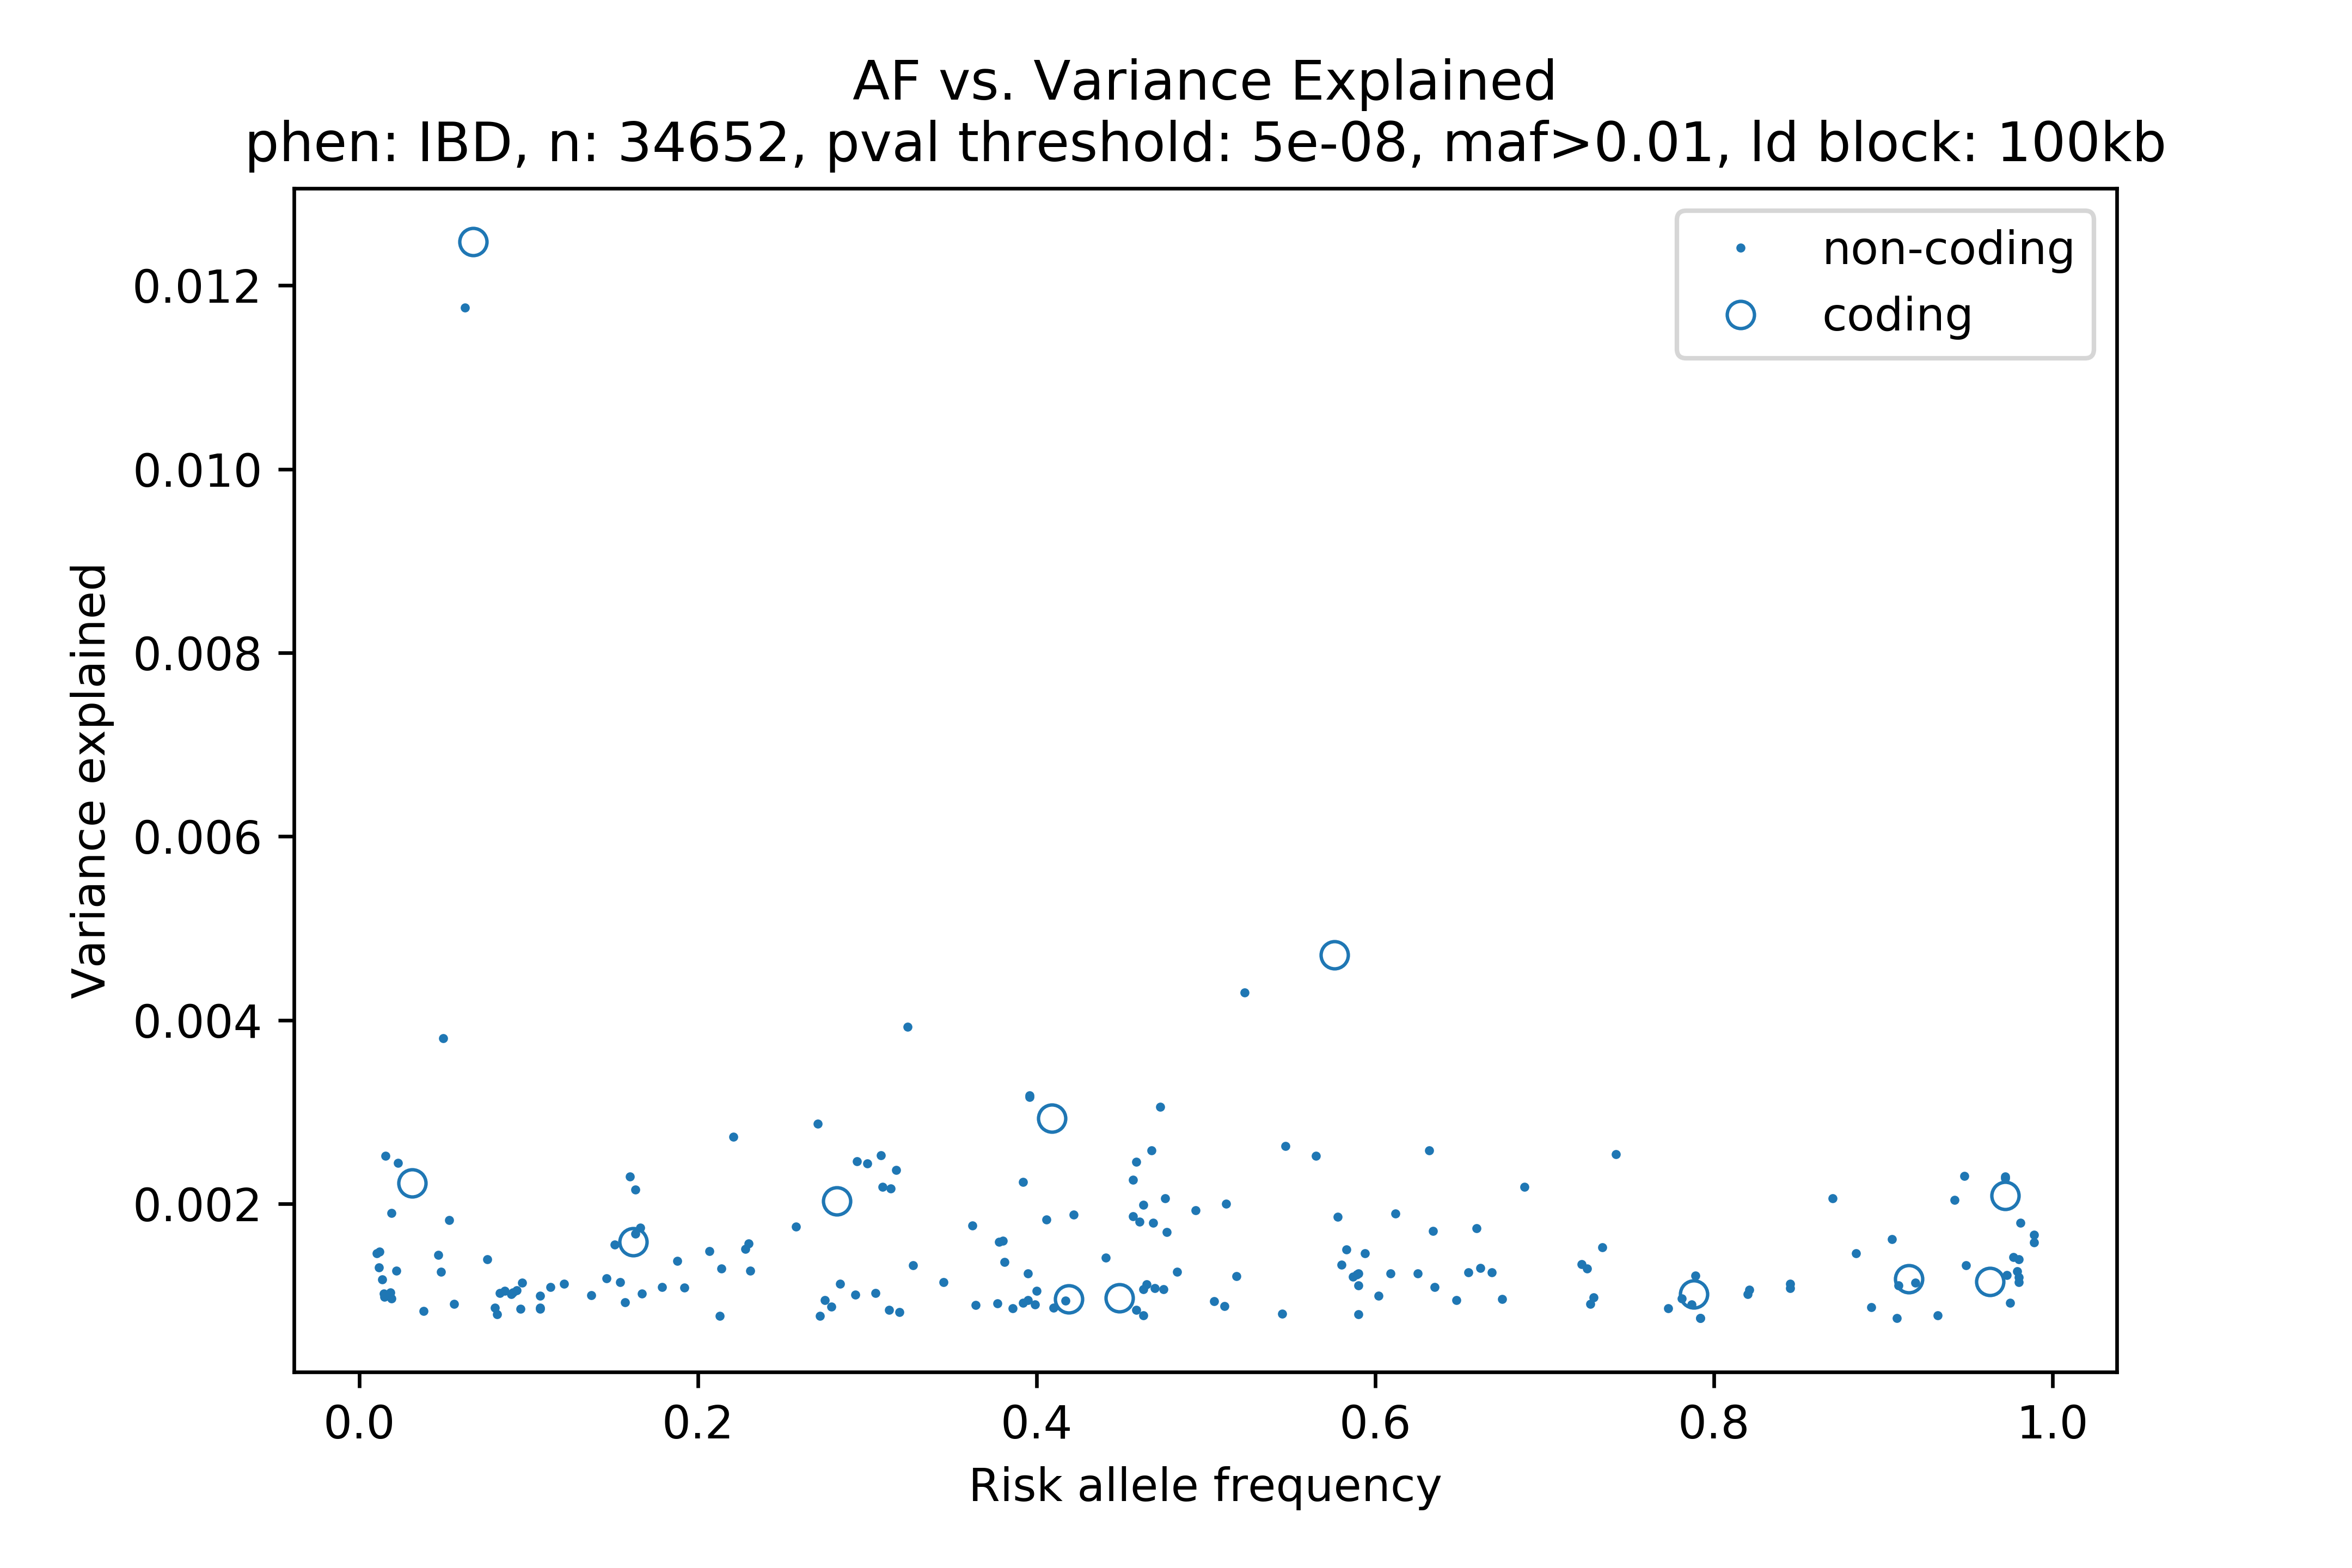 AF vs. Variance Explained
phen: IBD, n: 34652, pval threshold: 5e-08, maf>0.01, ld block: 100kb
non-coding
coding
0.012
0.010
0.008
0.006
0.004
0.002
Variance explained
0.0 0.2 0.4 0.6 0.8 1.0
Risk allele frequency